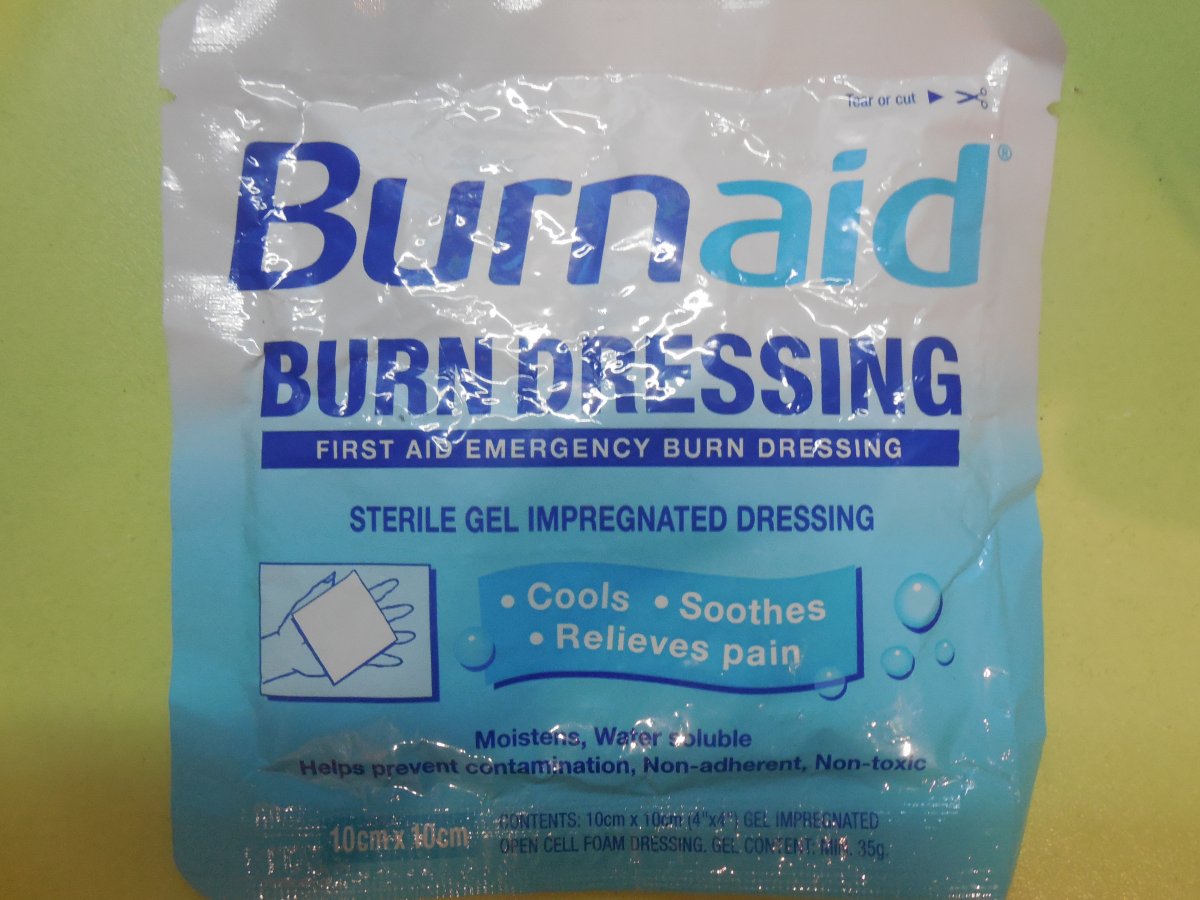 Tear or cut
Burnaid®
BURN DRESSING
FIRST AID EMERGENCY BURN DRESSING
STERILE GEL IMPREGNATED DRESSING
• Cools • Soothes
• Relieves pain
Moistens, Water soluble
Helps prevent contamination, Non-adherent, Non-toxic
10cm x 10cm
CONTENTS: 10cm x 10cm (4"x4") GEL IMPREGNATED
OPEN CELL FOAM DRESSING. GEL CONTENT: MIN. 35g.